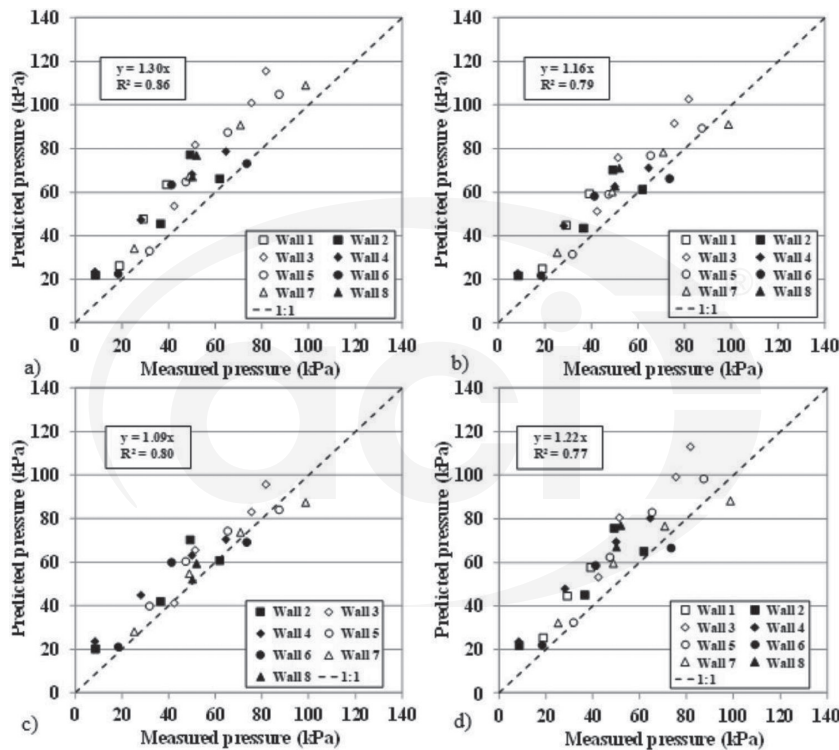 140
120
100
80
60
40
20
0
Predicted pressure (kPa)
y = 1.30x
R² = 0.86
Wall 1 Wall 2
Wall 3 Wall 4
Wall 5 Wall 6
Wall 7 Wall 8
1:1
0 20 40 60 80 100 120 140
a) Measured pressure (kPa)
140
120
100
80
60
40
20
0
Predicted pressure (kPa)
y = 1.16x
R² = 0.79
Wall 1 Wall 2
Wall 3 Wall 4
Wall 5 Wall 6
Wall 7 Wall 8
1:1
0 20 40 60 80 100 120 140
b) Measured pressure (kPa)
140
120
100
80
60
40
20
0
Predicted pressure (kPa)
y = 1.09x
R² = 0.80
Wall 2 Wall 3
Wall 4 Wall 5
Wall 6 Wall 7
Wall 8 1:1
0 20 40 60 80 100 120 140
c) Measured pressure (kPa)
140
120
100
80
60
40
20
0
Predicted pressure (kPa)
y = 1.22x
R² = 0.77
Wall 1 Wall 2
Wall 3 Wall 4
Wall 5 Wall 6
Wall 7 Wall 8
1:1
0 20 40 60 80 100 120 140
d) Measured pressure (kPa)
aci
®